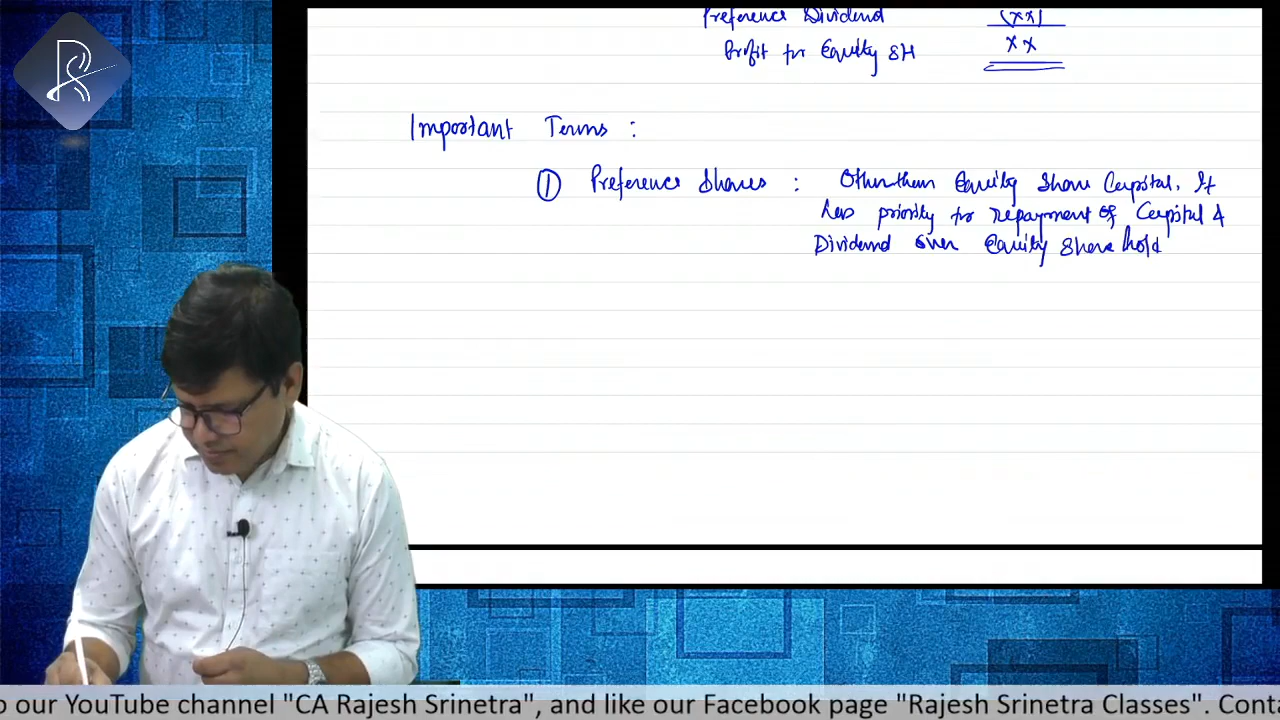 Preference Dividend (xx)
Profit for Equity SH xx
Important Terms :
① Preference Shares : Other than Equity Share Capital. It
has priority for repayment of Capital &
Dividend over Equity Share hold
RS
o our YouTube channel "CA Rajesh Srinetra", and like our Facebook page "Rajesh Srinetra Classes". Conta